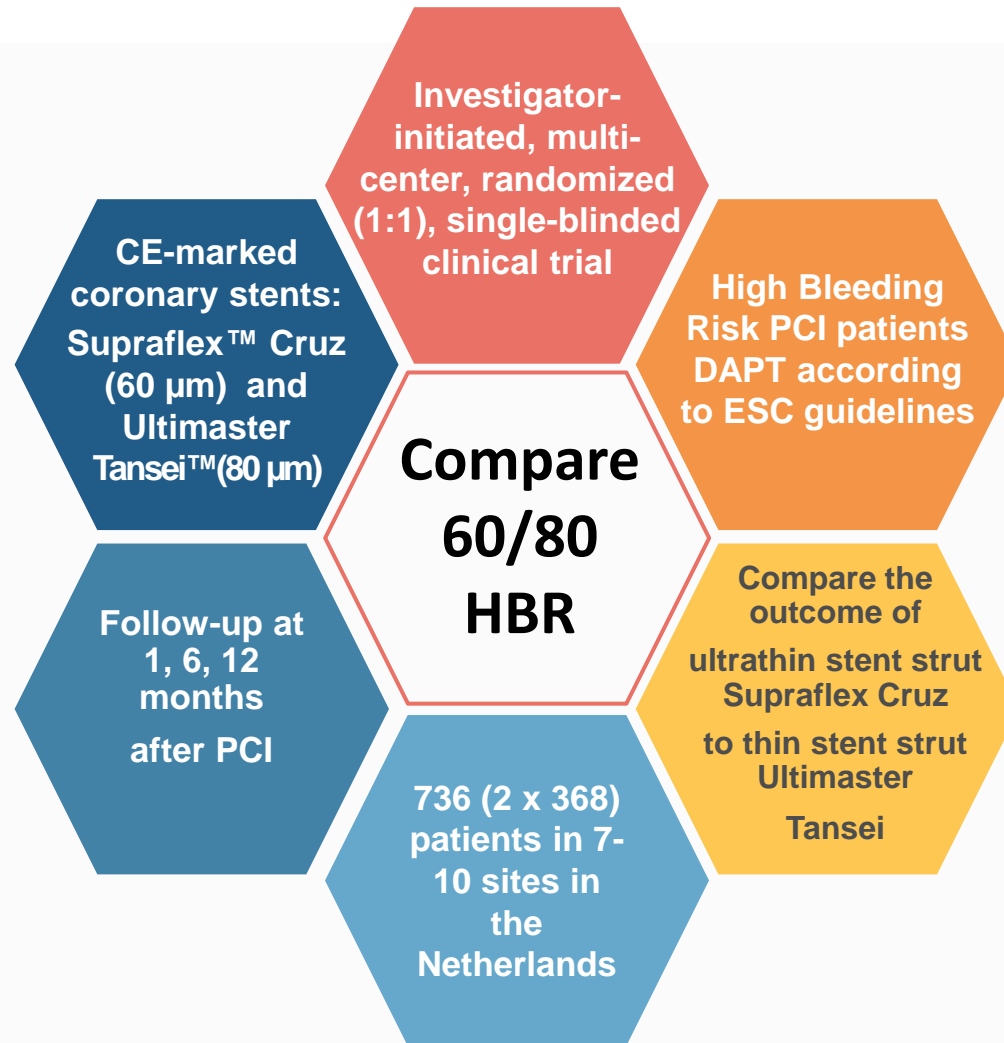 Investigator-
initiated, multi-
center, randomized
(1:1), single-blinded
clinical trial
CE-marked
coronary stents:
Supraflex™ Cruz
(60 µm) and
Ultimaster
Tansei™(80 µm)
High Bleeding
Risk PCI patients
DAPT according
to ESC guidelines
Compare
60/80
HBR
Follow-up at
1, 6, 12
months
after PCI
Compare the
outcome of
ultrathin stent strut
Supraflex Cruz
to thin stent strut
Ultimaster
Tansei
736 (2 x 368)
patients in 7-
10 sites in
the
Netherlands